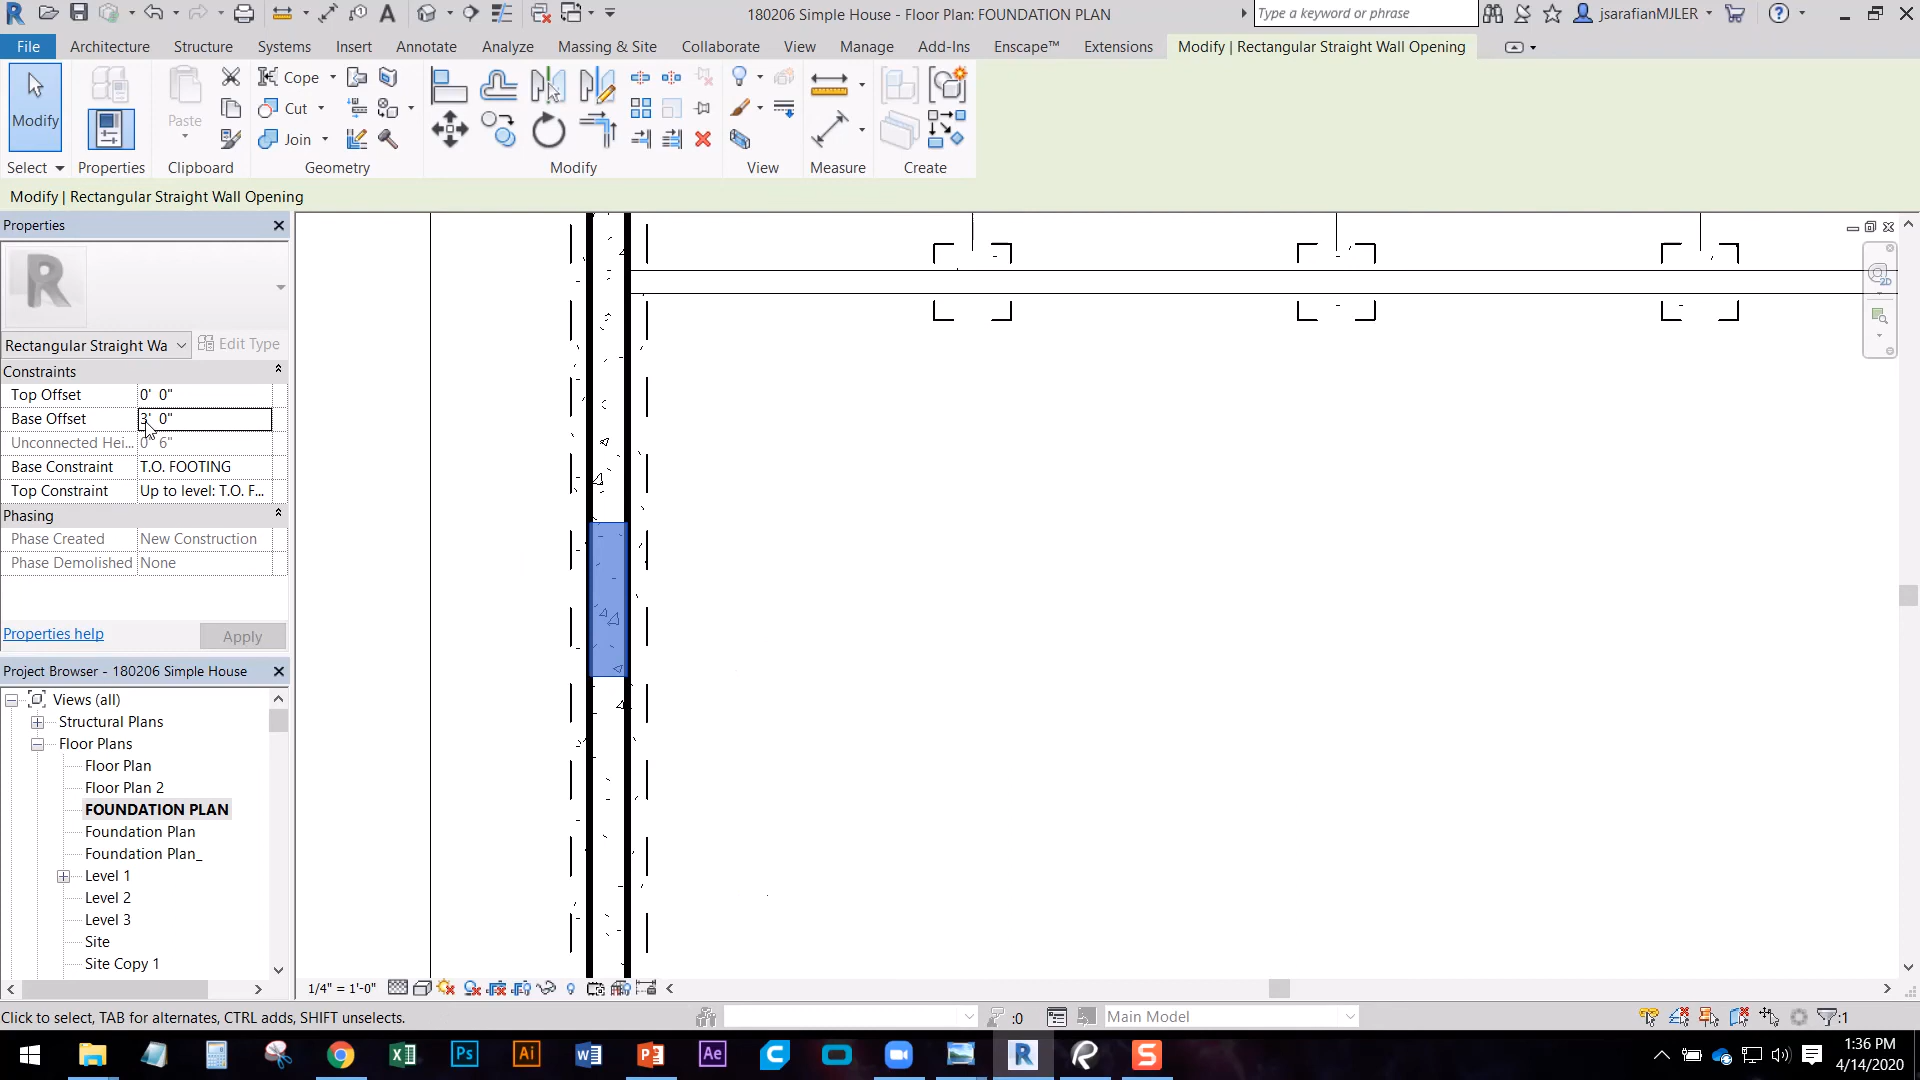 180206 Simple House - Floor Plan: FOUNDATION PLAN
Type a keyword or phrase
jsarafianMJLER
File Architecture Structure Systems Insert Annotate Analyze Massing & Site Collaborate View Manage Add-Ins Enscape™ Extensions Modify | Rectangular Straight Wall Opening
Modify
Properties
Paste
Cope
Cut
Join
Select
Properties
Clipboard
Geometry
Modify
View
Measure
Create
Modify | Rectangular Straight Wall Opening
Properties
Rectangular Straight Wa
Edit Type
Constraints
Top Offset 0' 0"
Base Offset 3' 0"
Unconnected Hei... 0' 6"
Base Constraint T.O. FOOTING
Top Constraint Up to level: T.O. F...
Phasing
Phase Created New Construction
Phase Demolished None
Properties help
Apply
Project Browser - 180206 Simple House
Views (all)
Structural Plans
Floor Plans
Floor Plan
Floor Plan 2
FOUNDATION PLAN
Foundation Plan
Foundation Plan_
Level 1
Level 2
Level 3
Site
Site Copy 1
2D
1/4" = 1'-0"
Click to select, TAB for alternates, CTRL adds, SHIFT unselects.
:0
Main Model
:1
Ps
Ai
Ae
1:36 PM
4/14/2020